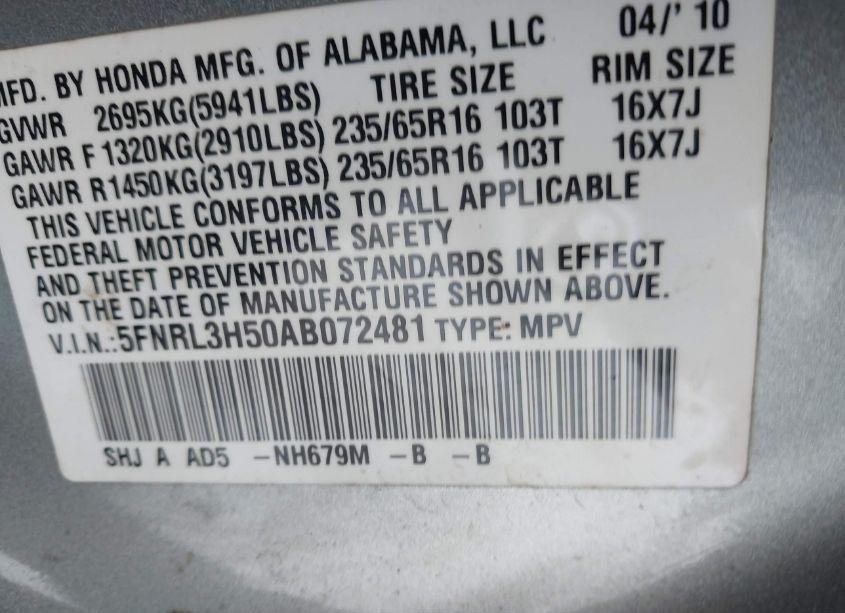 MFD. BY HONDA MFG. OF ALABAMA, LLC 04/'10
GVWR 2695KG(5941LBS) TIRE SIZE RIM SIZE
GAWR F 1320KG(2910LBS) 235/65R16 103T 16X7J
GAWR R1450KG(3197LBS) 235/65R16 103T 16X7J
THIS VEHICLE CONFORMS TO ALL APPLICABLE
FEDERAL MOTOR VEHICLE SAFETY
AND THEFT PREVENTION STANDARDS IN EFFECT
ON THE DATE OF MANUFACTURE SHOWN ABOVE.
V.I.N.:5FNRL3H50AB072481 TYPE: MPV
SHJ A AD5 -NH679M -B -B